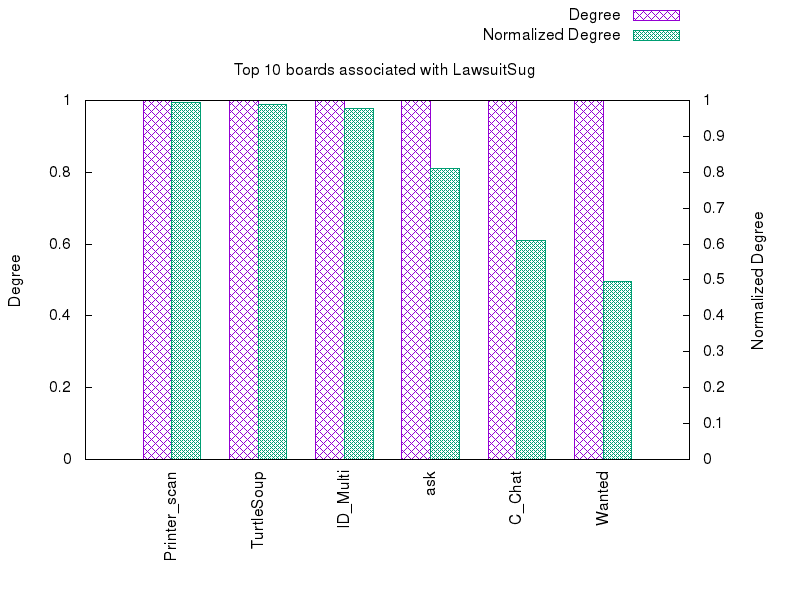 Degree
Normalized Degree
Top 10 boards associated with LawsuitSug
1
0.8
0.6
0.4
0.2
0
Degree
1
0.9
0.8
0.7
0.6
0.5
0.4
0.3
0.2
0.1
0
Normalized Degree
Printer_scan
TurtleSoup
ID_Multi
ask
C_Chat
Wanted